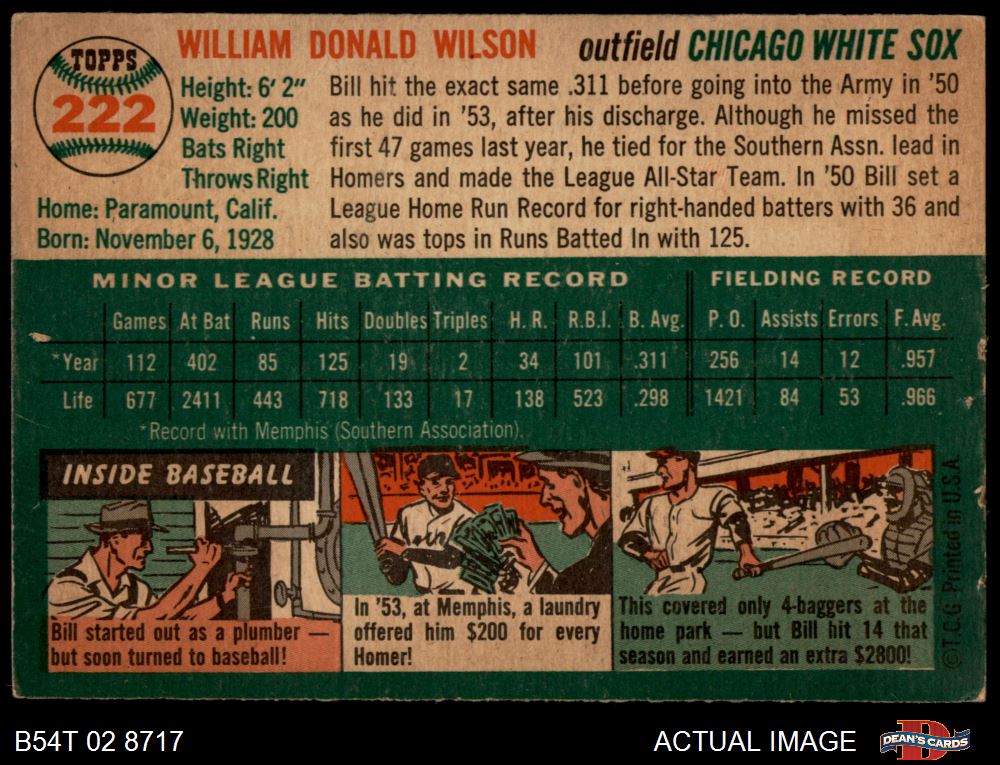 TOPPS
222
WILLIAM DONALD WILSON outfield CHICAGO WHITE SOX
Height: 6' 2"
Weight: 200
Bats Right
Throws Right
Home: Paramount, Calif.
Born: November 6, 1928
Bill hit the exact same .311 before going into the Army in '50
as he did in '53, after his discharge. Although he missed the
first 47 games last year, he tied for the Southern Assn. lead in
Homers and made the League All-Star Team. In '50 Bill set a
League Home Run Record for right-handed batters with 36 and
also was tops in Runs Batted In with 125.
MINOR LEAGUE BATTING RECORD FIELDING RECORD
Games At Bat Runs Hits Doubles Triples H. R. R.B.I. B. Avg. P. O. Assists Errors F. Avg.
*Year 112 402 85 125 19 2 34 101 .311 256 14 12 .957
Life 677 2411 443 718 133 17 138 523 .298 1421 84 53 .966
*Record with Memphis (Southern Association).
INSIDE BASEBALL
Bill started out as a plumber —
but soon turned to baseball!
In '53, at Memphis, a laundry
offered him $200 for every
Homer!
This covered only 4-baggers at the
home park — but Bill hit 14 that
season and earned an extra $2800!
©T.C.G. Printed in U.S.A.
B54T 02 8717
ACTUAL IMAGE
DEAN'S CARDS